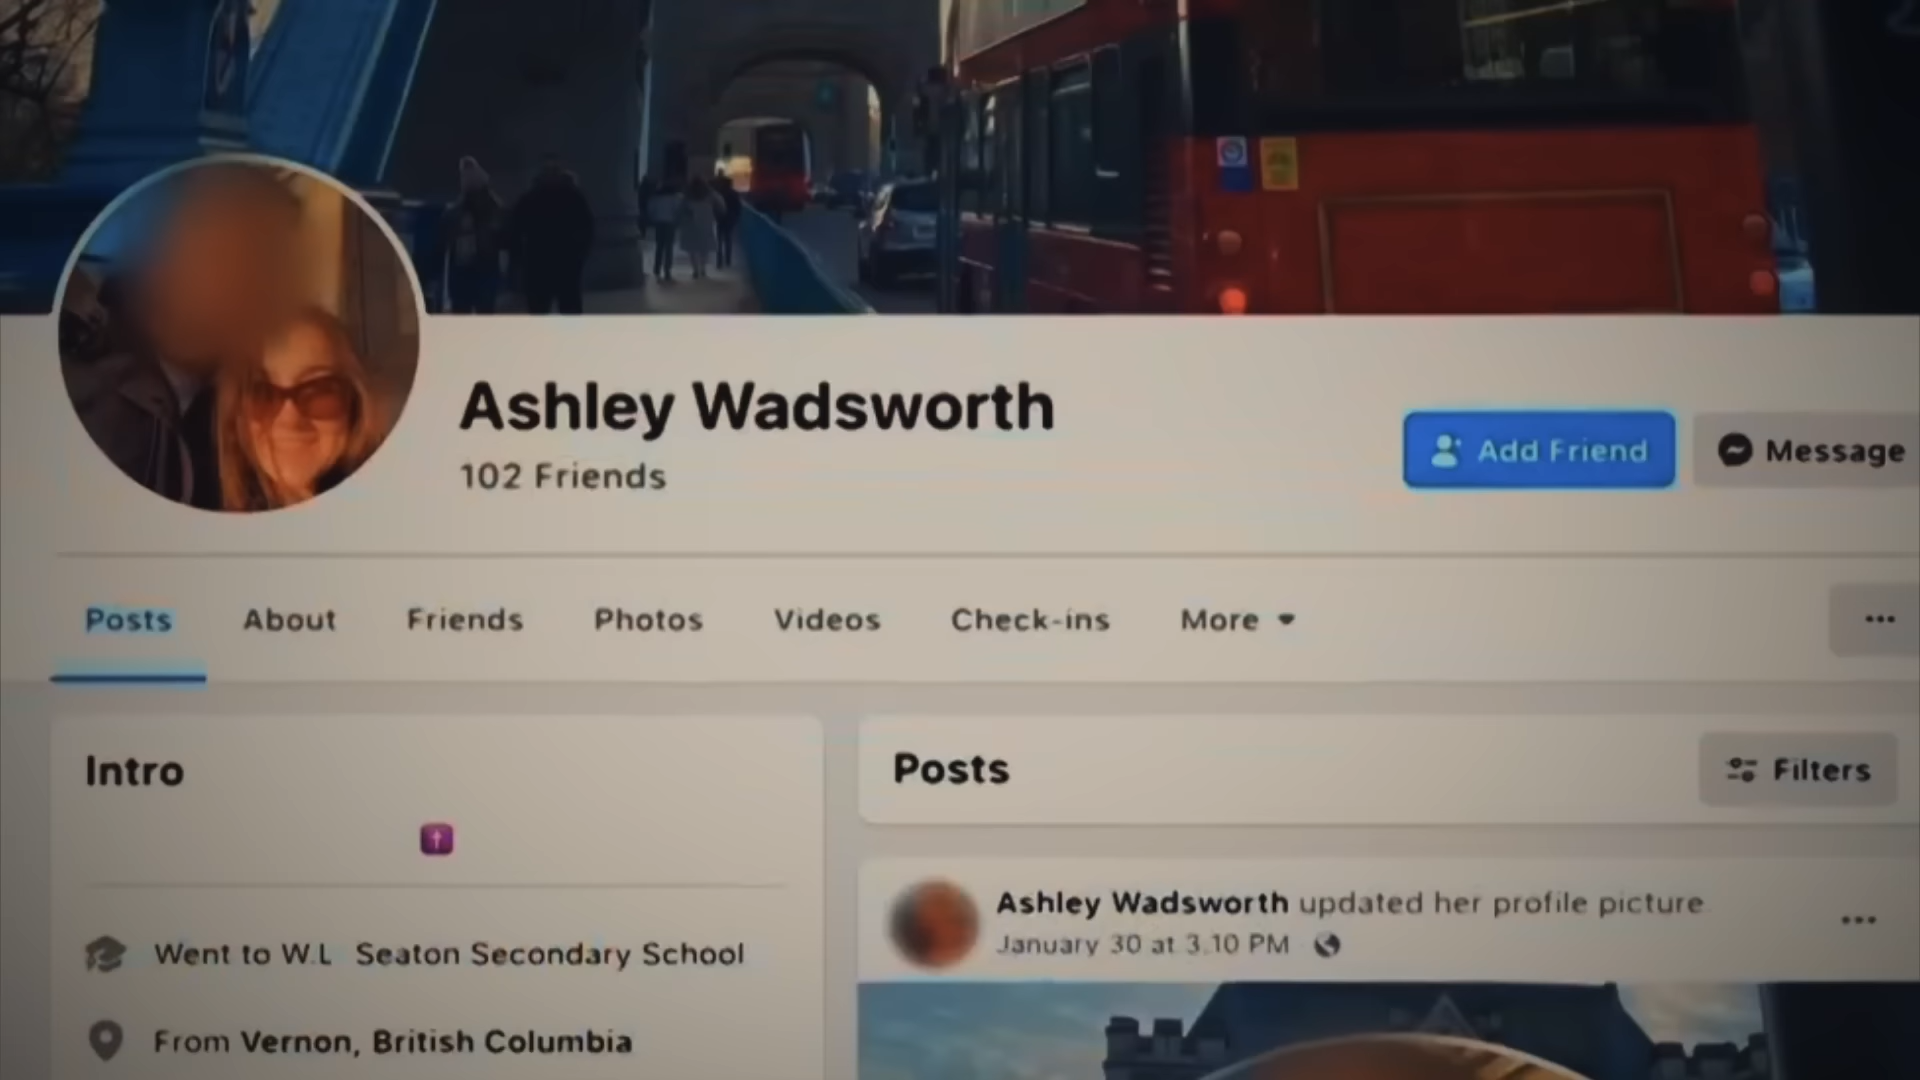 Ashley Wadsworth
102 Friends
Add Friend
Message
Posts
About
Friends
Photos
Videos
Check-ins
More
Intro
Went to W.L Seaton Secondary School
From Vernon, British Columbia
Posts
Filters
Ashley Wadsworth updated her profile picture
January 30 at 3.10 PM